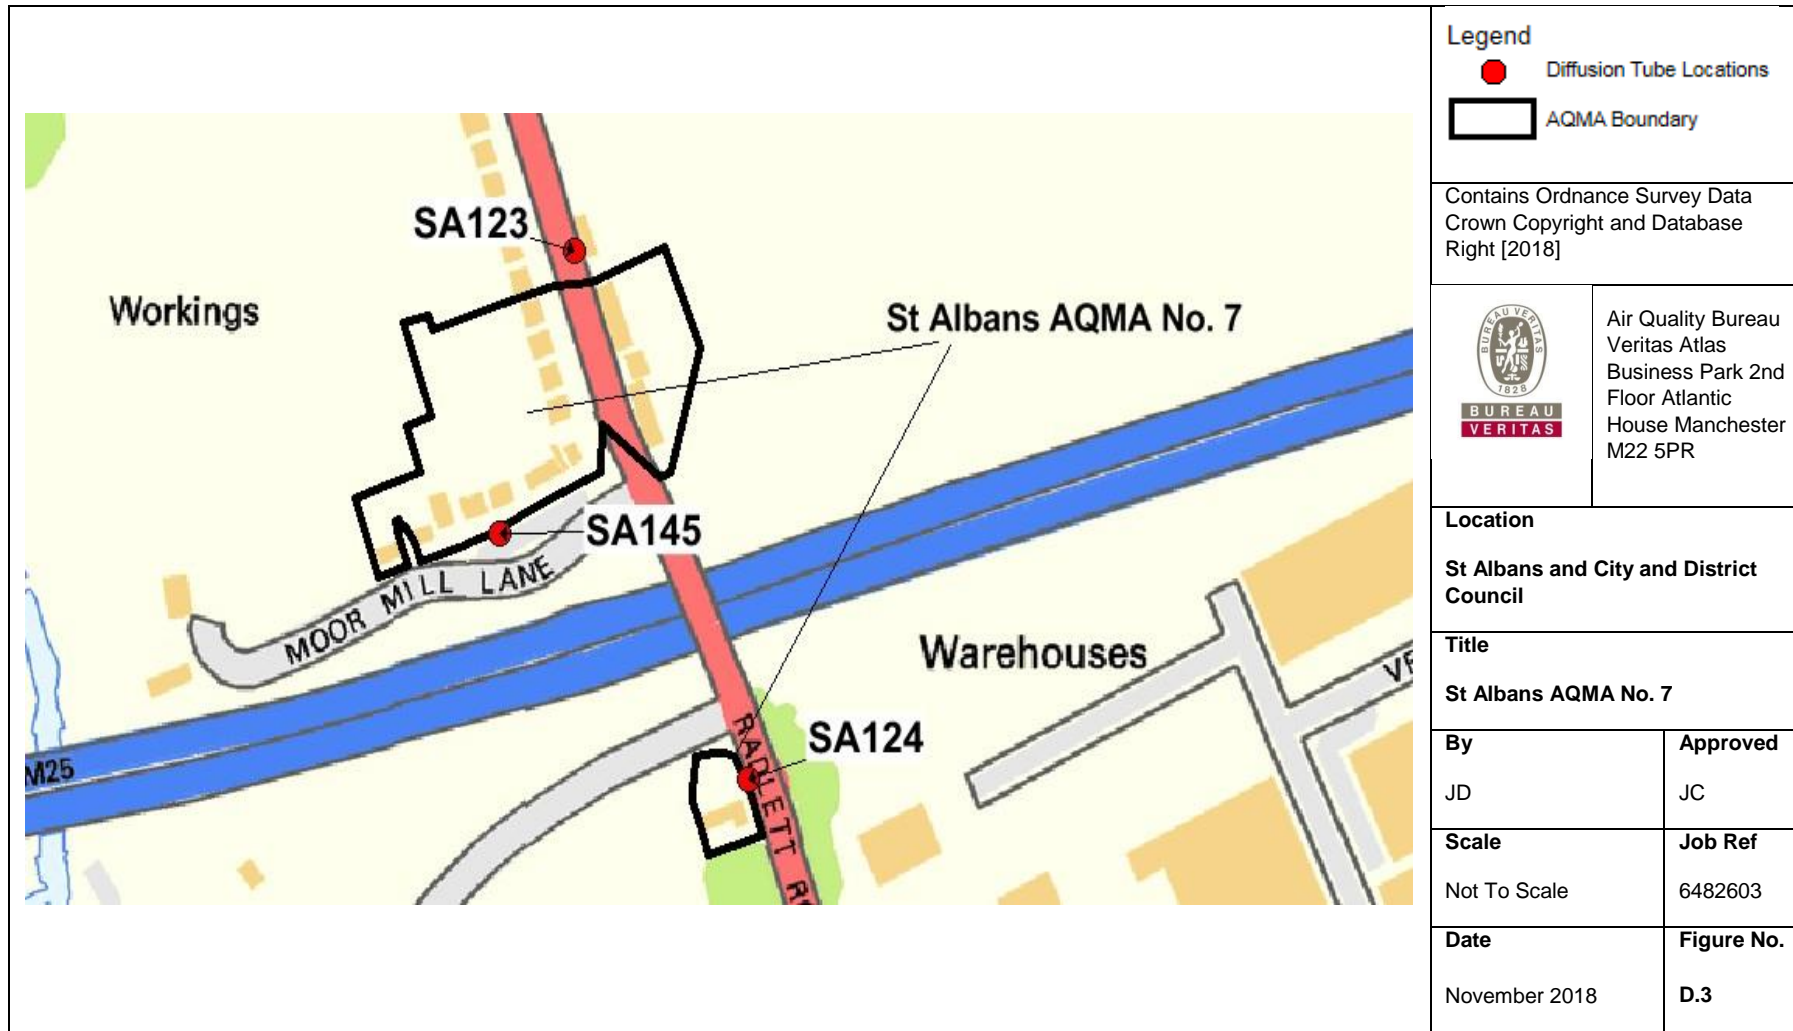 SA123
Workings
St Albans AQMA No. 7
SA145
MOOR MILL LANE
Warehouses
M25
RADLETT
SA124
Legend
Diffusion Tube Locations
AQMA Boundary
Contains Ordnance Survey Data
Crown Copyright and Database
Right [2018]
BUREAU VERITAS
1828
BUREAU
VERITAS
Air Quality Bureau
Veritas Atlas
Business Park 2nd
Floor Atlantic
House Manchester
M22 5PR
Location
St Albans and City and District
Council
Title
St Albans AQMA No. 7
By
Approved
JD
JC
Scale
Job Ref
Not To Scale
6482603
Date
Figure No.
November 2018
D.3